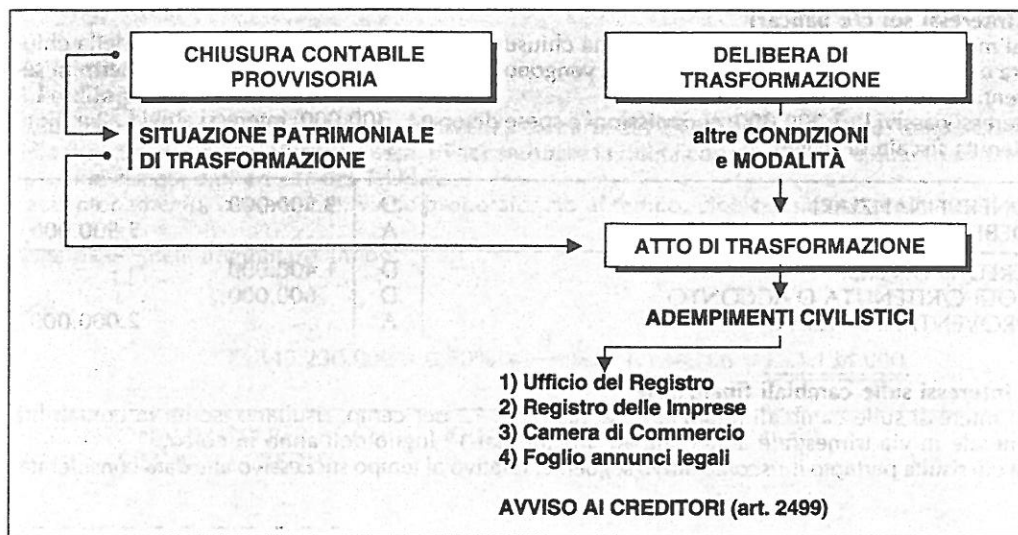 CHIUSURA CONTABILE
PROVVISORIA
SITUAZIONE PATRIMONIALE
DI TRASFORMAZIONE
DELIBERA DI
TRASFORMAZIONE
altre CONDIZIONI
e MODALITÀ
ATTO DI TRASFORMAZIONE
ADEMPIMENTI CIVILISTICI
1) Ufficio del Registro
2) Registro delle Imprese
3) Camera di Commercio
4) Foglio annunci legali
AVVISO AI CREDITORI (art. 2499)